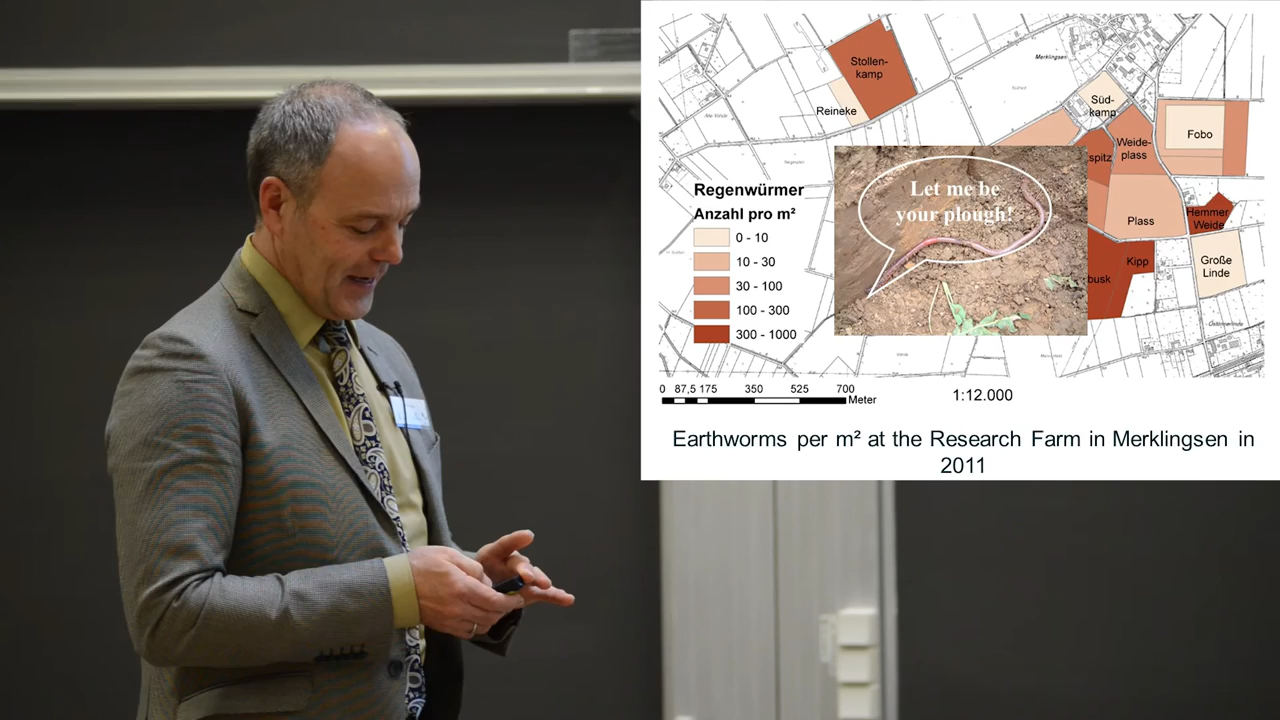 Stollen-
kamp
Reineke
Merklingsen
Süd-
kamp
Weide-
plass
Fobo
spitz
Plass
Hemmer
Weide
Kipp
busk
Große
Linde
Regenwürmer
Anzahl pro m²
0 - 10
10 - 30
30 - 100
100 - 300
300 - 1000
Let me be
your plough!
0 87,5 175 350 525 700
Meter
1:12.000
Earthworms per m² at the Research Farm in Merklingsen in
2011